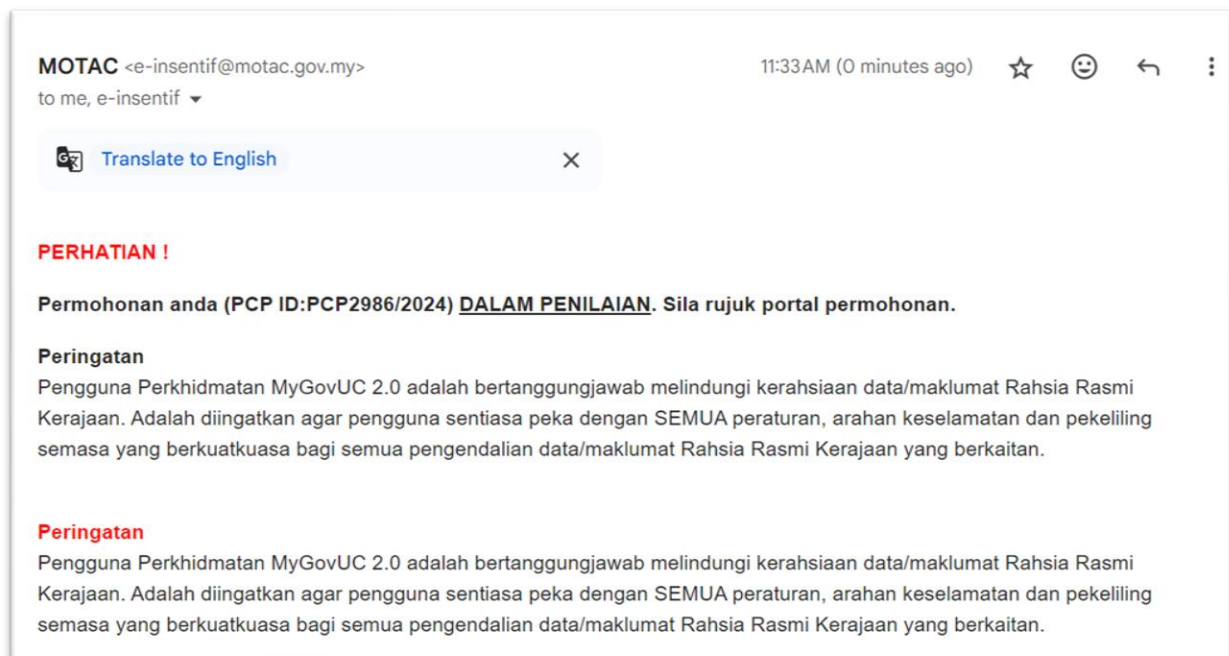 MOTAC <e-insentif@motac.gov.my>
11:33 AM (0 minutes ago)
to me, e-insentif
Translate to English
PERHATIAN !
Permohonan anda (PCP ID:PCP2986/2024) DALAM PENILAIAN. Sila rujuk portal permohonan.
Peringatan
Pengguna Perkhidmatan MyGovUC 2.0 adalah bertanggungjawab melindungi kerahsiaan data/maklumat Rahsia Rasmi
Kerajaan. Adalah diingatkan agar pengguna sentiasa peka dengan SEMUA peraturan, arahan keselamatan dan pekeliling
semasa yang berkuatkuasa bagi semua pengendalian data/maklumat Rahsia Rasmi Kerajaan yang berkaitan.
Peringatan
Pengguna Perkhidmatan MyGovUC 2.0 adalah bertanggungjawab melindungi kerahsiaan data/maklumat Rahsia Rasmi
Kerajaan. Adalah diingatkan agar pengguna sentiasa peka dengan SEMUA peraturan, arahan keselamatan dan pekeliling
semasa yang berkuatkuasa bagi semua pengendalian data/maklumat Rahsia Rasmi Kerajaan yang berkaitan.